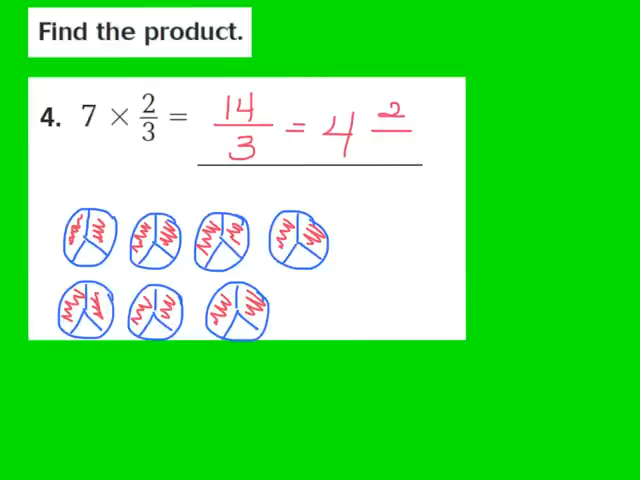 Find the product.
4. 7 × 2/3 = 14/3 = 4 2/